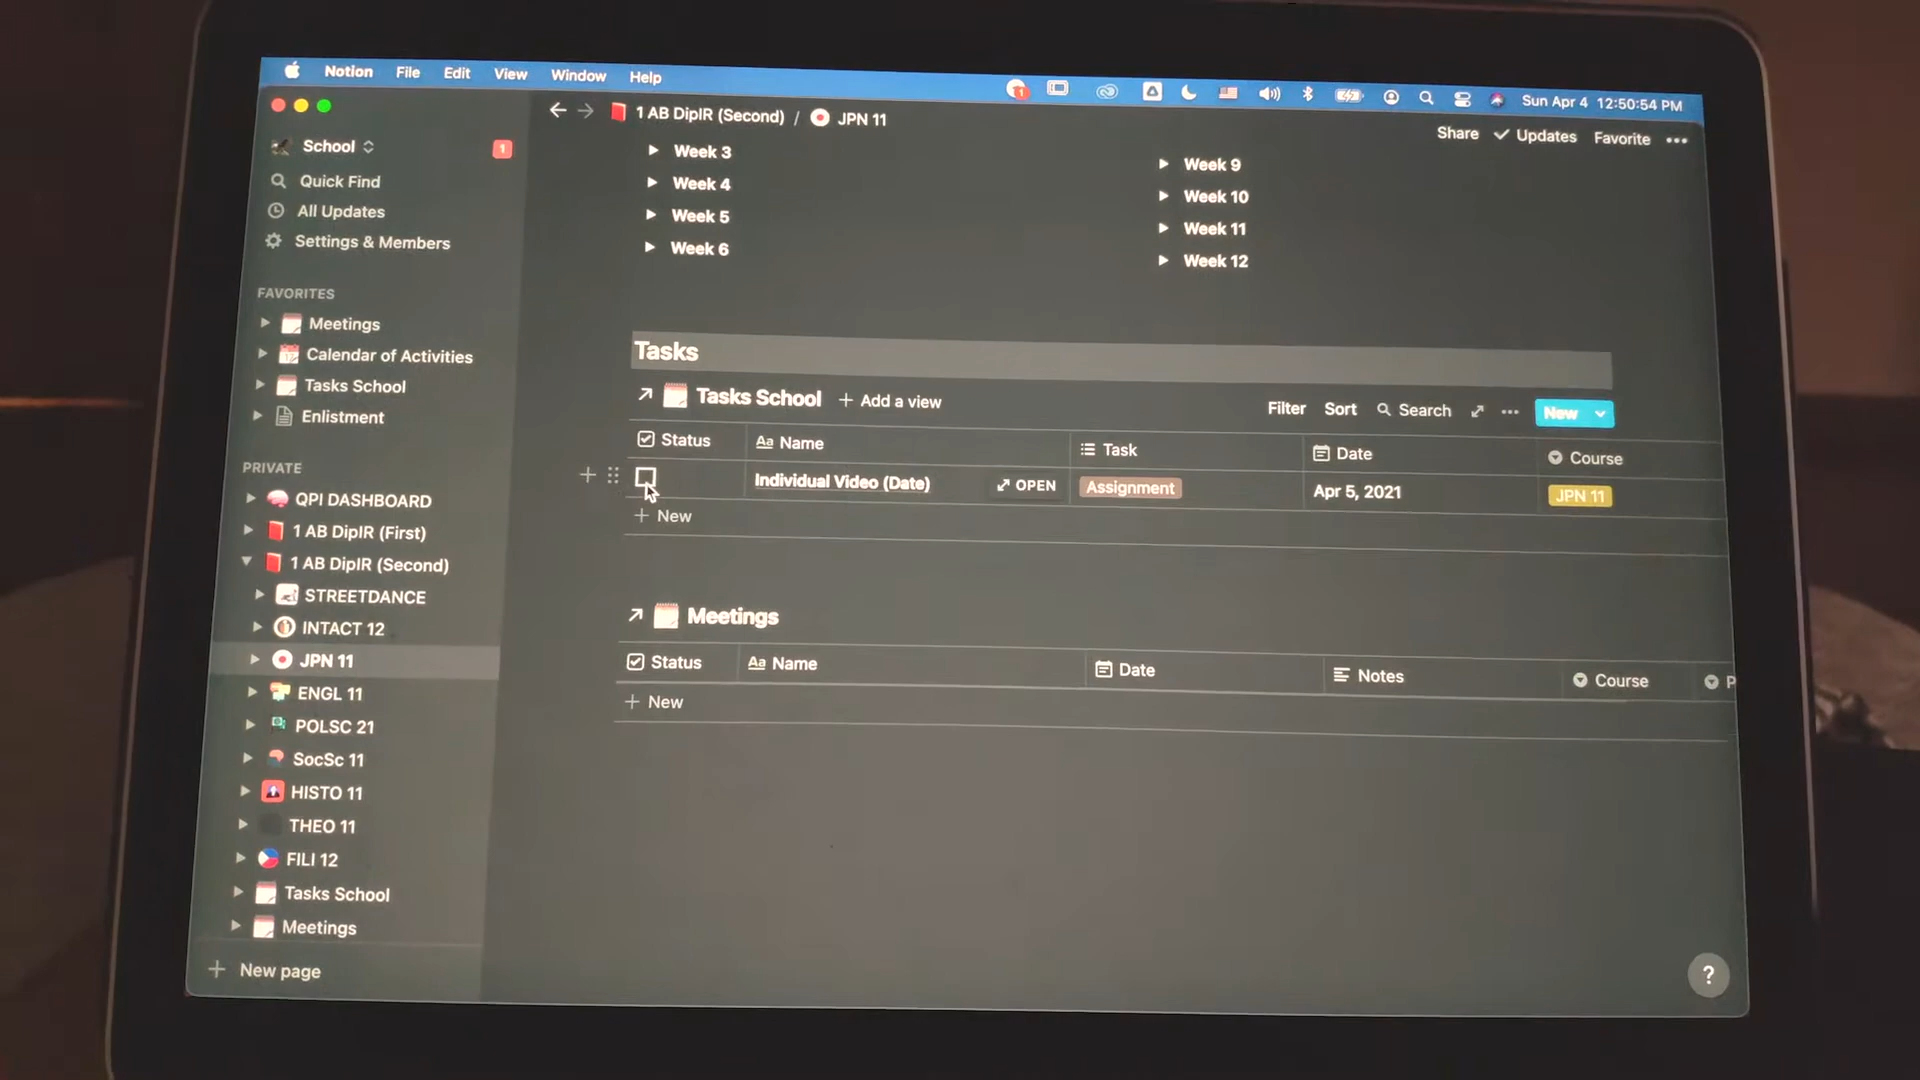 Notion File Edit View Window Help
Sun Apr 4 12:50:54 PM
School
1
Quick Find
All Updates
Settings & Members
FAVORITES
Meetings
Calendar of Activities
Tasks School
Enlistment
PRIVATE
QPI DASHBOARD
1 AB DipIR (First)
1 AB DipIR (Second)
STREETDANCE
INTACT 12
JPN 11
ENGL 11
POLSC 21
SocSc 11
HISTO 11
THEO 11
FILI 12
Tasks School
Meetings
+ New page
1 AB DipIR (Second) / JPN 11
Share Updates Favorite •••
Week 3
Week 4
Week 5
Week 6
Week 9
Week 10
Week 11
Week 12
Tasks
Tasks School + Add a view
Filter Sort Search ••• New
Status Aa Name Task Date Course
Individual Video (Date) OPEN Assignment Apr 5, 2021 JPN 11
+ New
Meetings
Status Aa Name Date Notes Course P
+ New
?